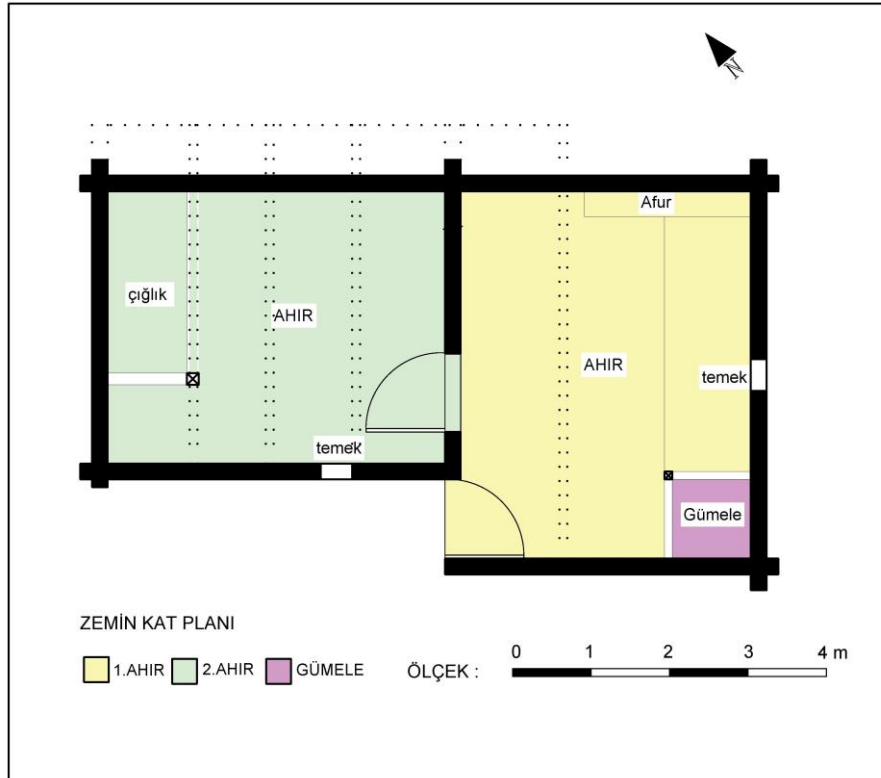 N
Afur
çığlık
AHIR
AHIR
temek
temek
Gümele
ZEMİN KAT PLANI
1.AHIR 2.AHIR GÜMELE
ÖLÇEK : 0 1 2 3 4 m